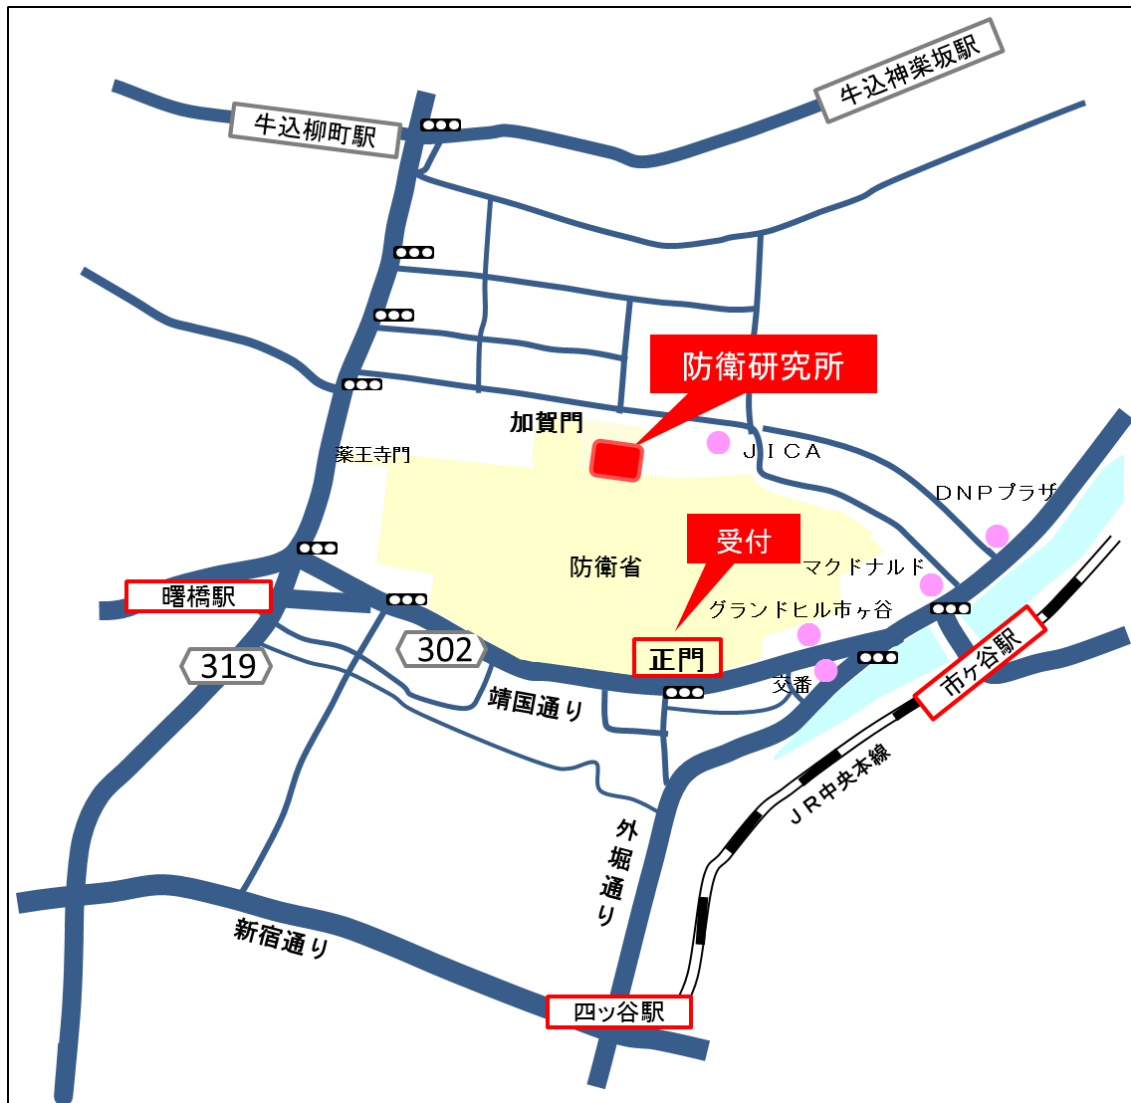 牛込神楽坂駅
牛込柳町駅
防衛研究所
加賀門
ＪＩＣＡ
薬王寺門
ＤＮＰプラザ
受付
防衛省
マクドナルド
曙橋駅
グランドヒル市ヶ谷
302
正門
319
市ヶ谷駅
交番
靖国通り
ＪＲ中央本線
外堀通り
新宿通り
四ッ谷駅